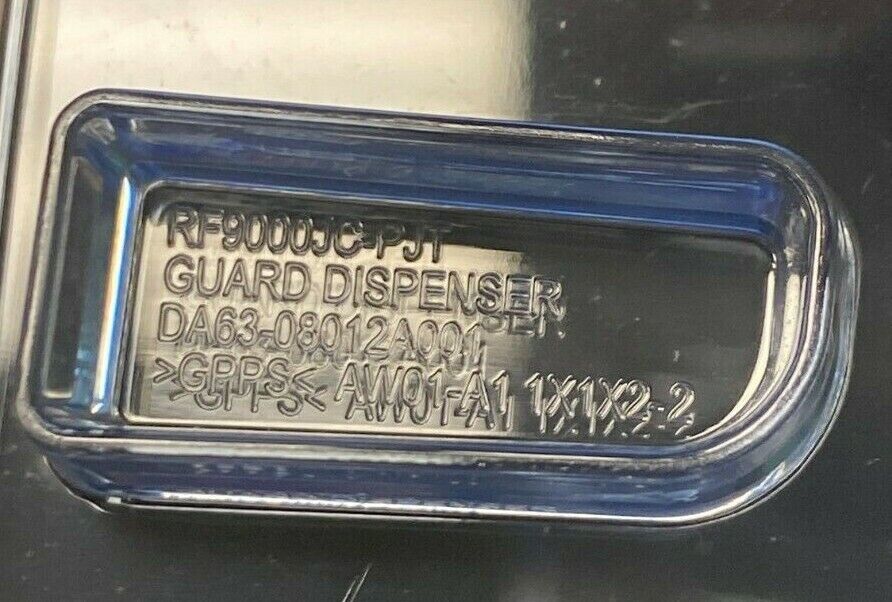 RF9000JC-PJT
GUARD DISPENSER
DA63-08012A001
>GPPS< AW01-A1 1X1X2-2